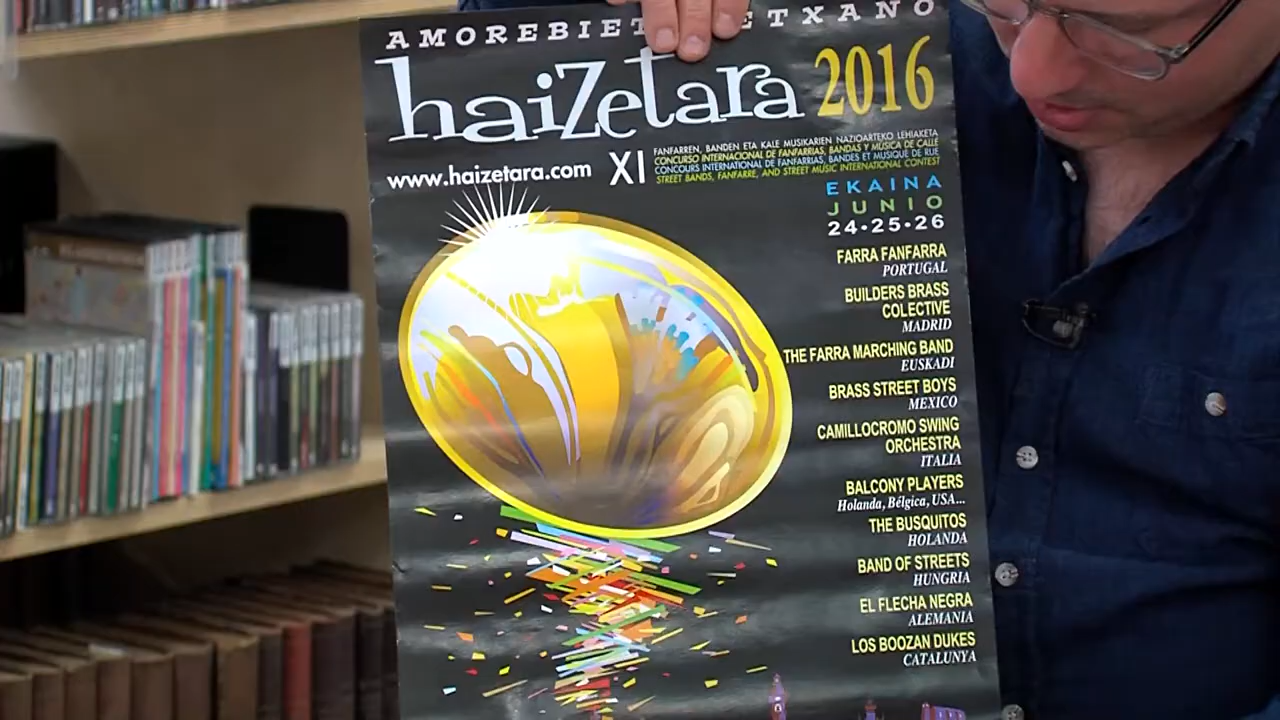 AMOREBIET ETXANO
haiZetara 2016
www.haizetara.com XI
FANFARREN, BANDEN ETA KALE MUSIKARIEN NAZIOARTEKO LEHIAKETA
CONCURSO INTERNACIONAL DE FANFARRIAS, BANDAS Y MÚSICA DE CALLE
CONCOURS INTERNATIONAL DE FANFARRIAS, BANDES ET MUSIQUE DE RUE
STREET BANDS, FANFARRE, AND STREET MUSIC INTERNATIONAL CONTEST
EKAINA
JUNIO
24•25•26
FARRA FANFARRA
PORTUGAL
BUILDERS BRASS
COLECTIVE
MADRID
THE FARRA MARCHING BAND
EUSKADI
BRASS STREET BOYS
MEXICO
CAMILLOCROMO SWING
ORCHESTRA
ITALIA
BALCONY PLAYERS
Holanda, Bélgica, USA...
THE BUSQUITOS
HOLANDA
BAND OF STREETS
HUNGRIA
EL FLECHA NEGRA
ALEMANIA
LOS BOOZAN DUKES
CATALUNYA